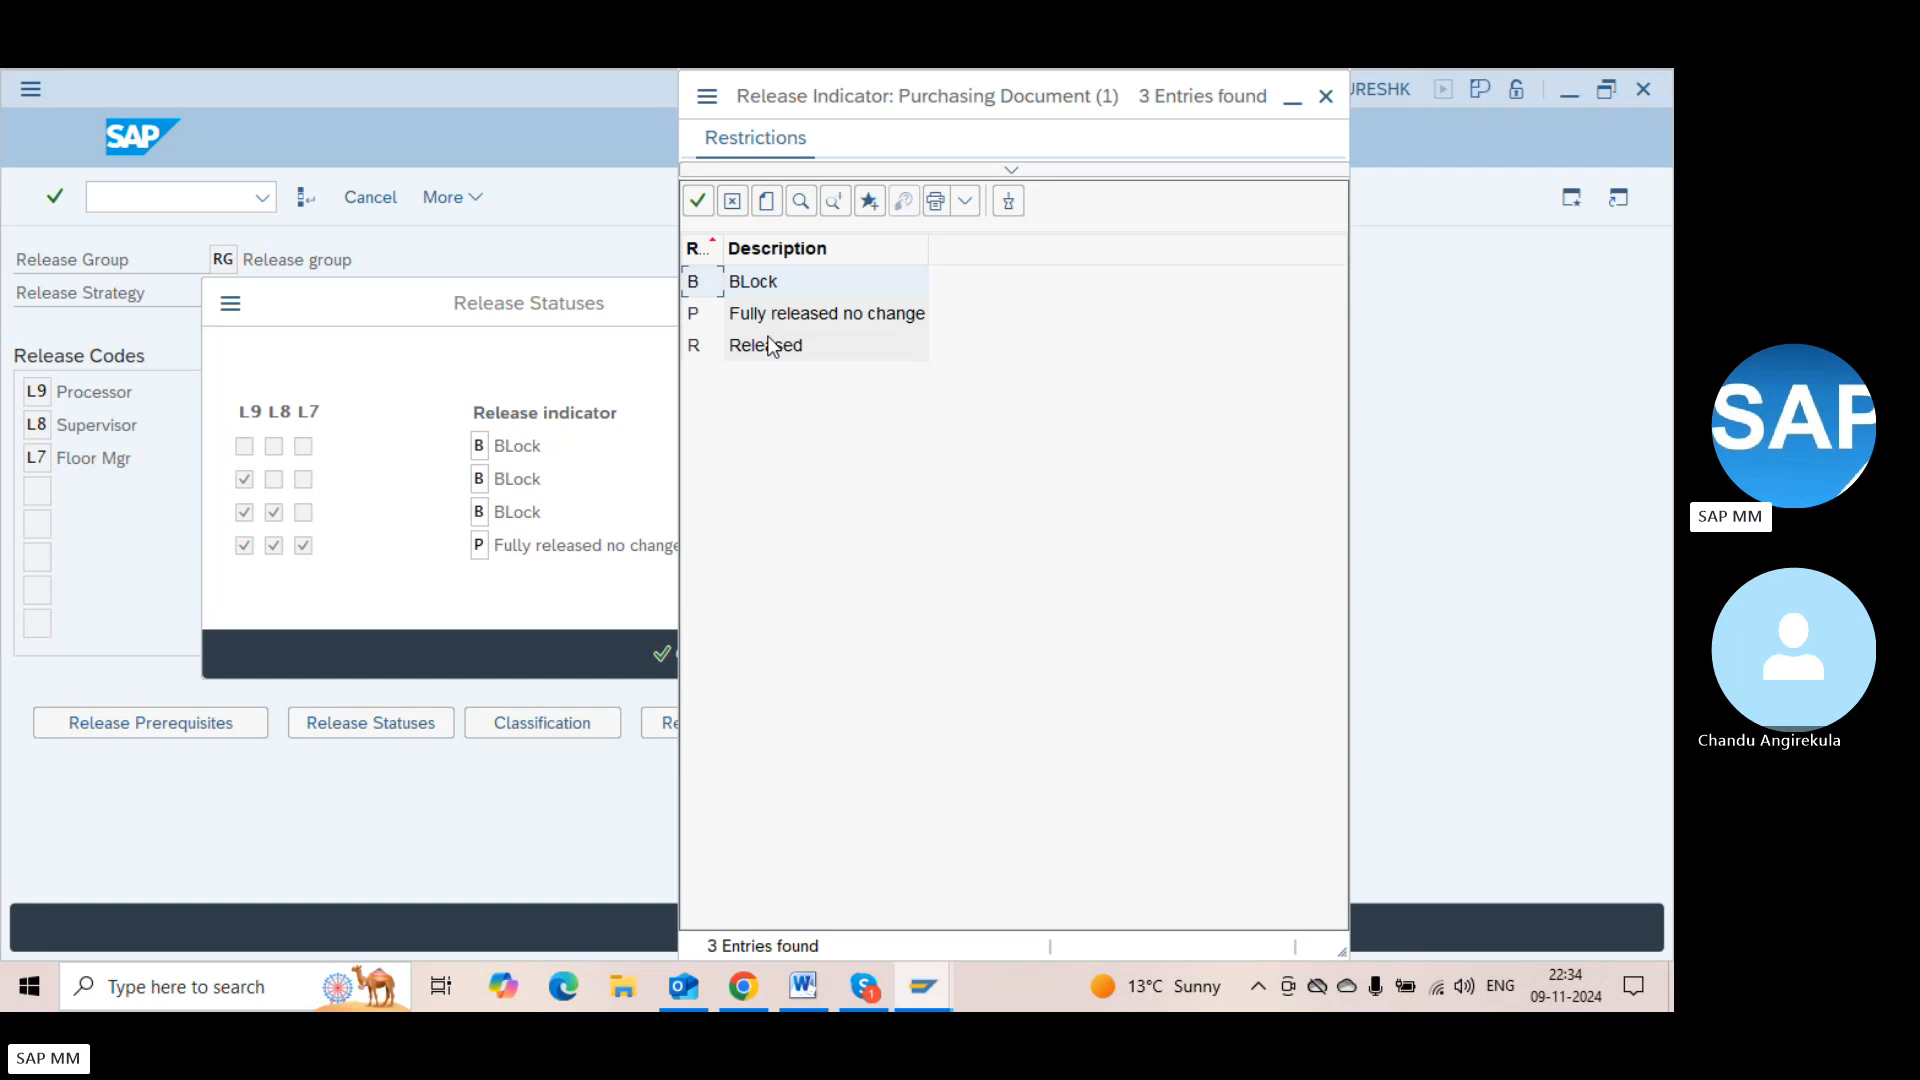 Release Indicator: Purchasing Document (1) 3 Entries found
Restrictions
SAP
Cancel
More
Release Group
RG Release group
Release Strategy
Release Codes
L9 Processor
L8 Supervisor
L7 Floor Mgr
Release Statuses
L9 L8 L7
Release indicator
B BLock
B BLock
B BLock
P Fully released no change
Release Prerequisites
Release Statuses
Classification
Re
R... Description
B BLock
P Fully released no change
R Released
3 Entries found
URESHK
SAP
SAP MM
Chandu Angirekula
Type here to search
1
13°C Sunny
ENG
22:34
09-11-2024
SAP MM